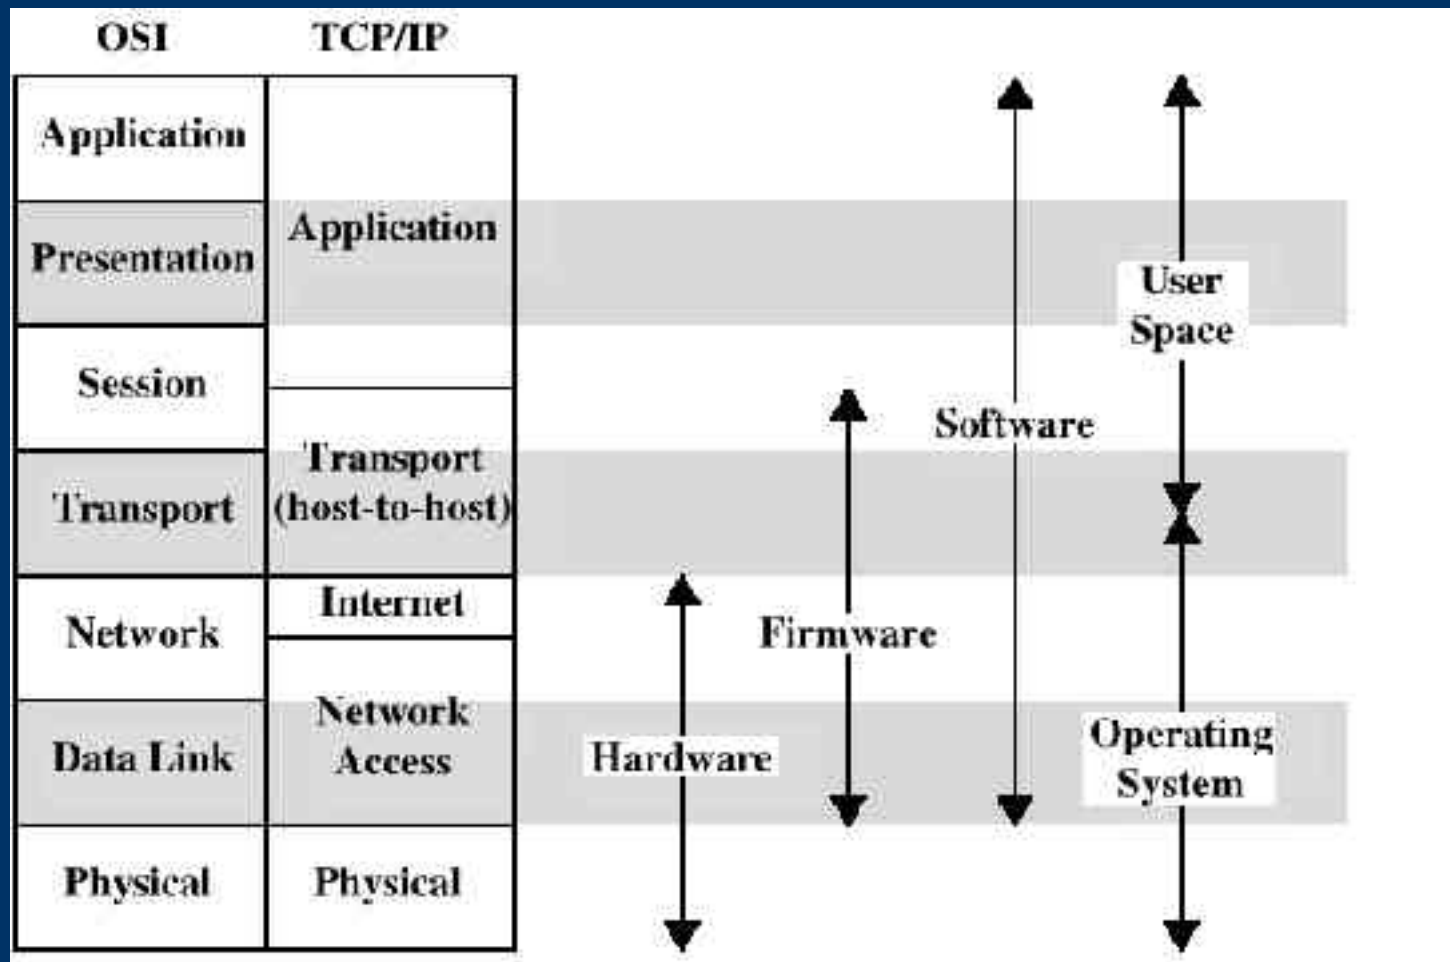 OSI
TCP/IP
Application
Presentation
Session
Transport
Network
Data Link
Physical
Application
Transport
(host-to-host)
Internet
Network
Access
Physical
Hardware
Firmware
Software
User
Space
Operating
System